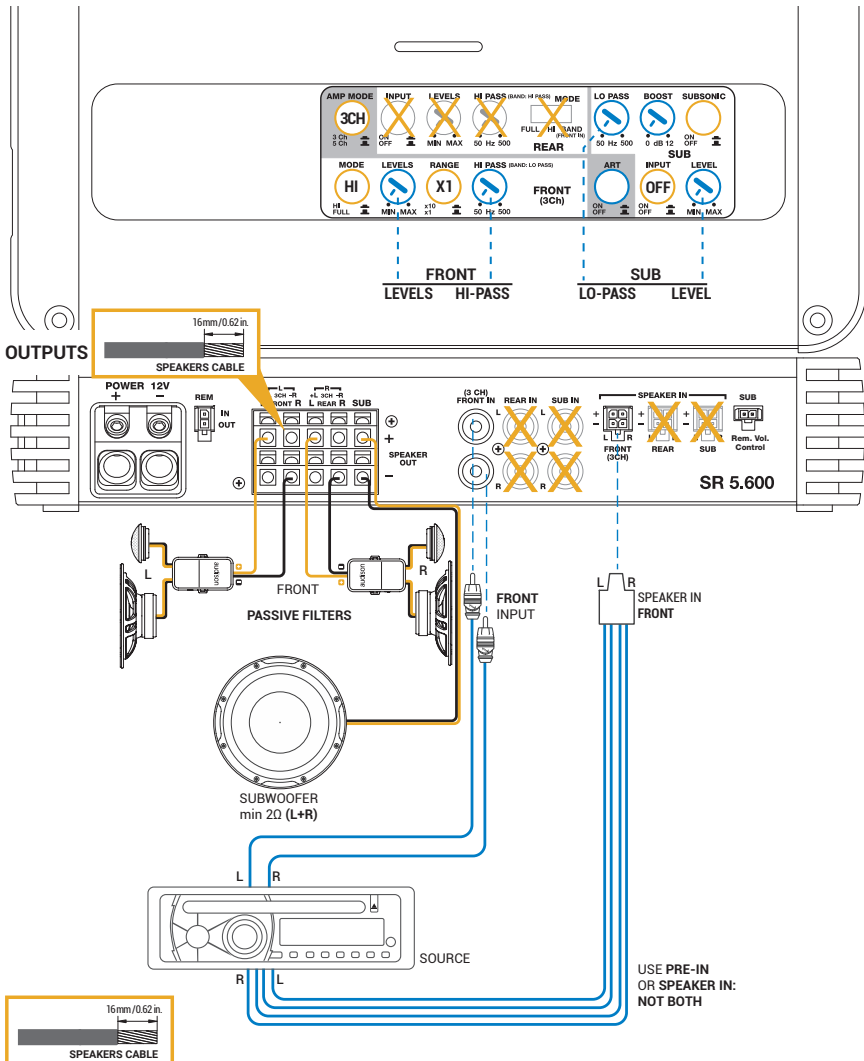 AMP MODE INPUT LEVELS HI PASS (BAND: HI PASS) MODE LO PASS BOOST SUBSONIC
3CH
3 Ch
5 Ch
ON
OFF
MIN MAX
50 Hz 500
FULL HI BAND
(FRONT IN)
REAR
50 Hz 500
0 dB 12
ON
OFF
SUB
MODE LEVELS RANGE HI PASS (BAND: LO PASS) ART INPUT LEVEL
HI
X1
OFF
FRONT
(3Ch)
HI
FULL
MIN MAX
x10
x1
50 Hz 500
ON
OFF
ON
OFF
MIN MAX
FRONT
LEVELS HI-PASS
SUB
LO-PASS LEVEL
OUTPUTS
16mm/0.62 in.
SPEAKERS CABLE
POWER 12V
+ −
REM
IN
OUT
L
3CH -R
FRONT R
R
+L 3CH -R
L REAR R
SUB
+
−
SPEAKER
OUT
(3 CH)
FRONT IN
REAR IN
SUB IN
L
R
L
R
L
R
SPEAKER IN
+
−
L R
FRONT
(3CH)
+
-
L R
REAR
+
-
L R
SUB
SUB
Rem. Vol.
Control
SR 5.600
L
audison
FRONT
PASSIVE FILTERS
audison
R
FRONT
INPUT
L R
SPEAKER IN
FRONT
SUBWOOFER
min 2Ω (L+R)
L R
SOURCE
R L
USE PRE-IN
OR SPEAKER IN:
NOT BOTH
16mm/0.62 in.
SPEAKERS CABLE